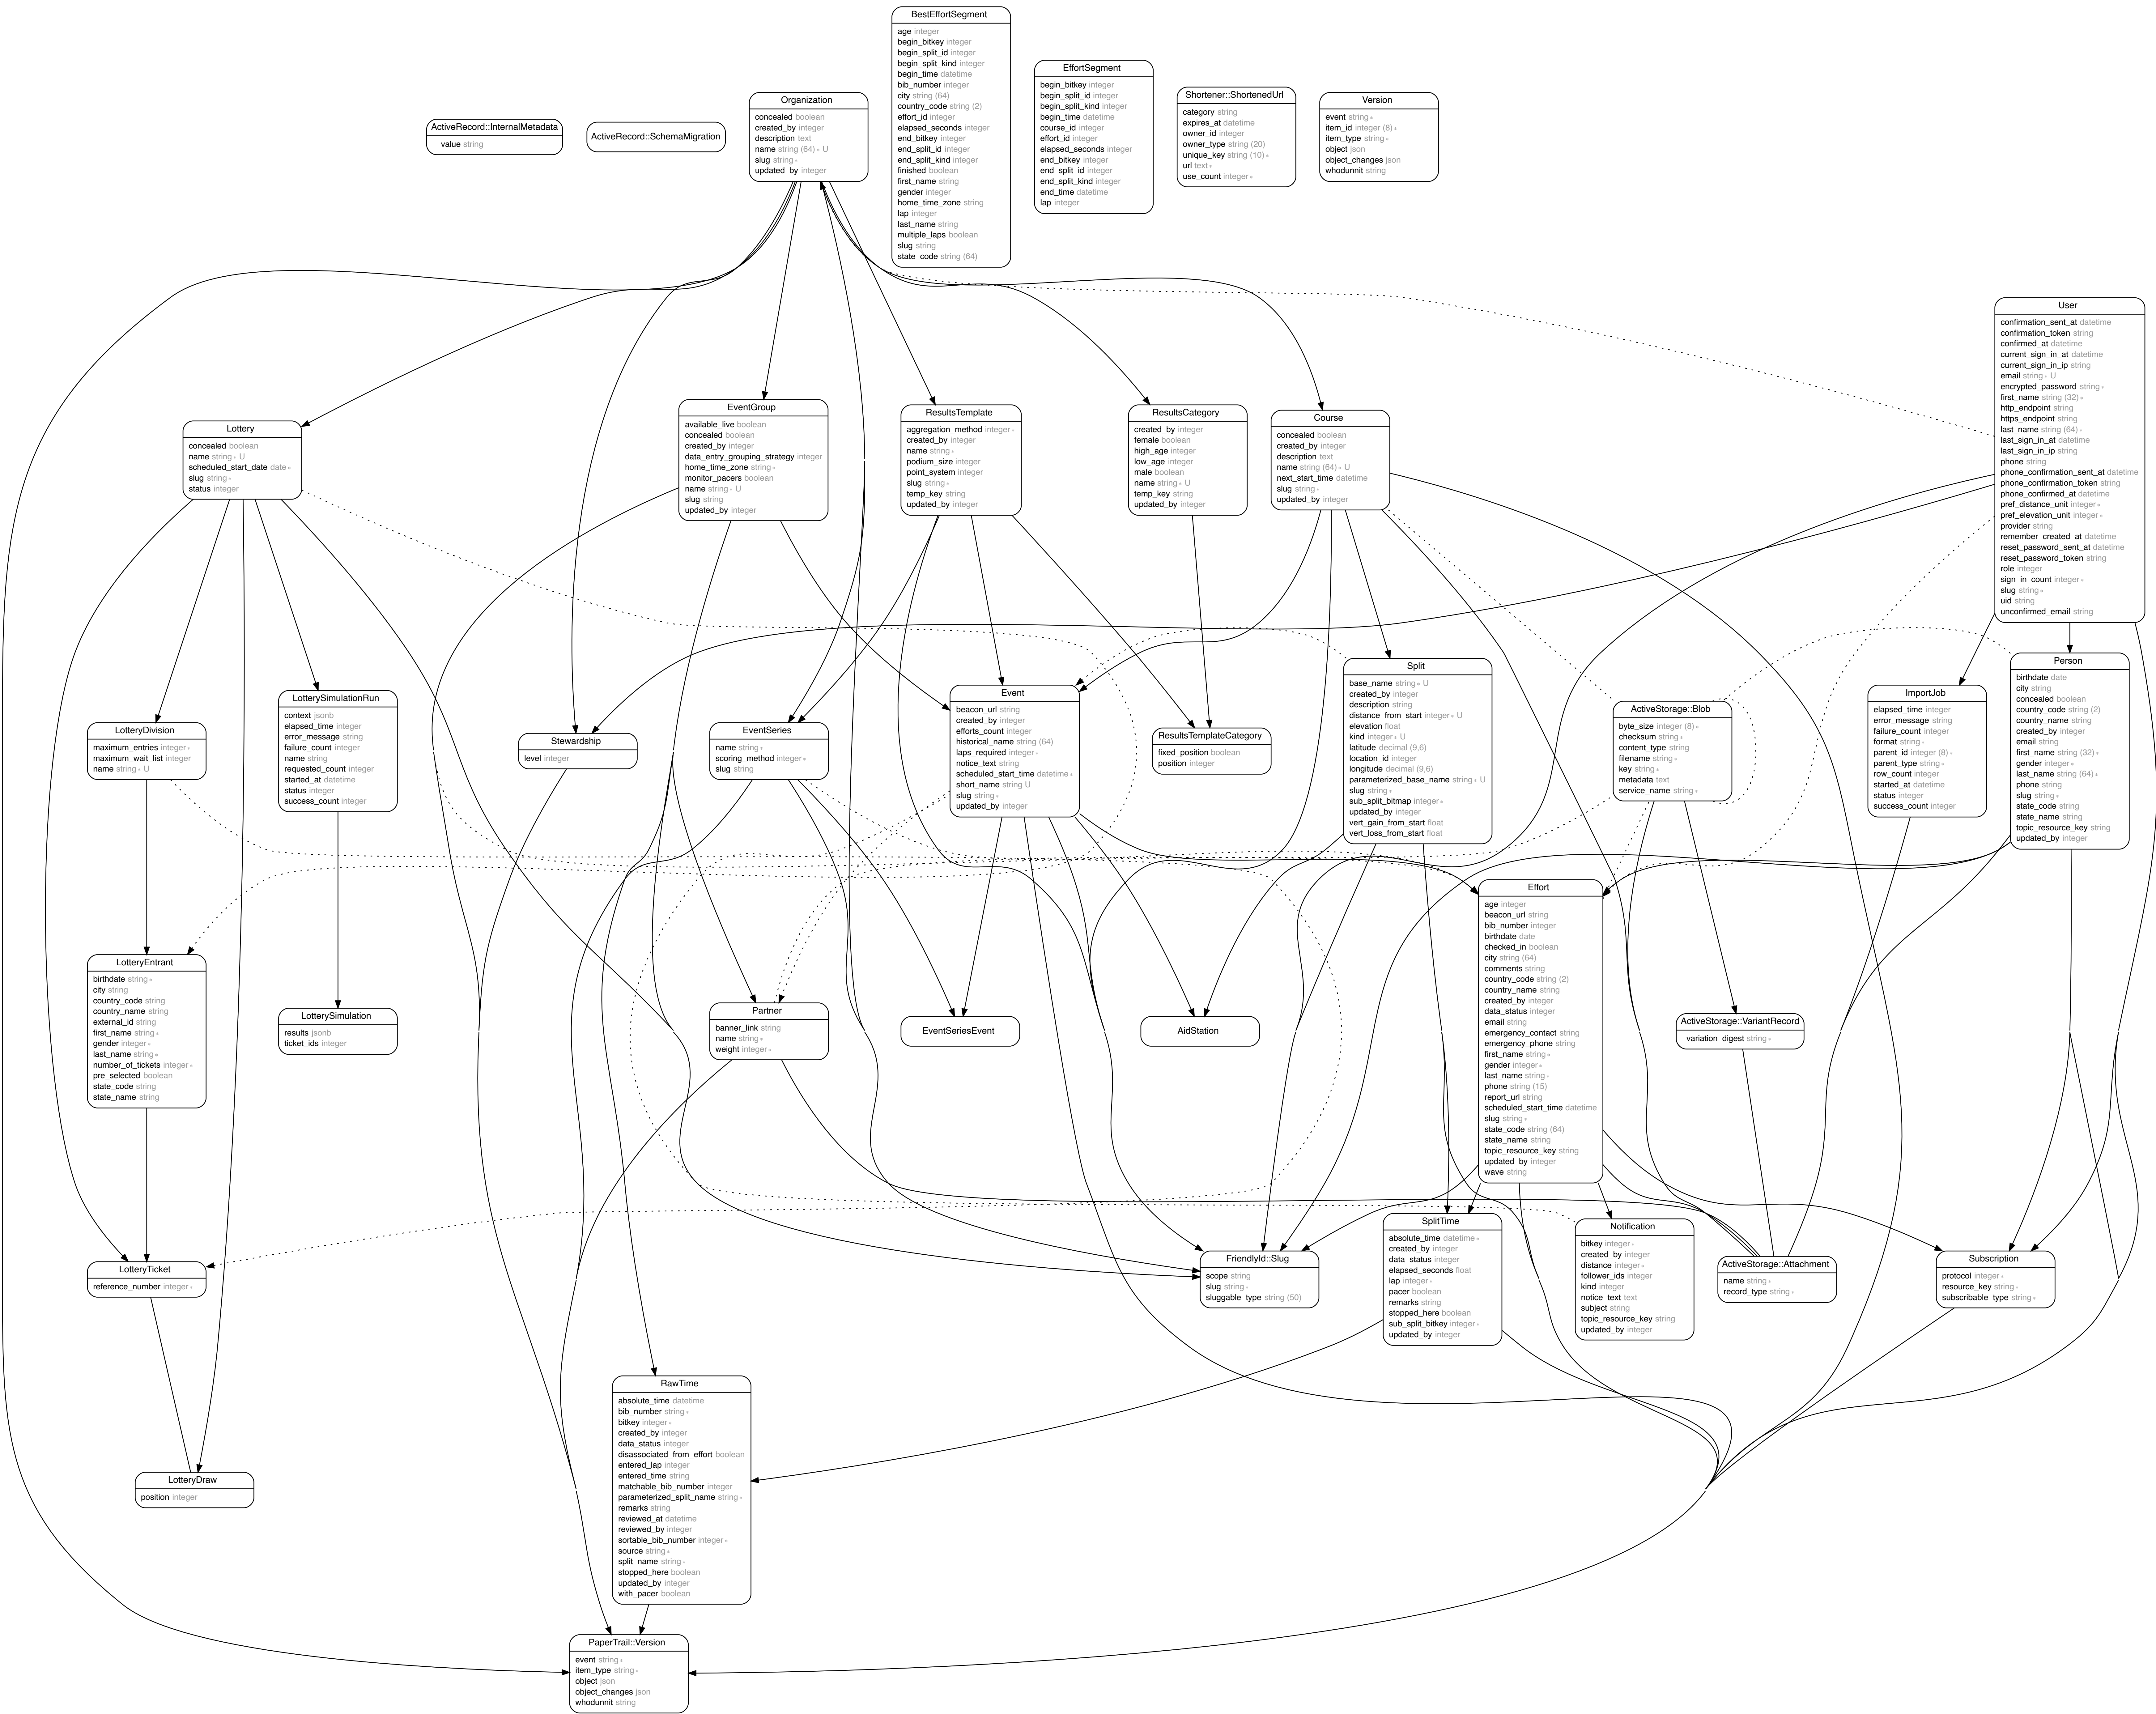 BestEffortSegment
age integer
begin_bitkey integer
begin_split_id integer
begin_split_kind integer
begin_time datetime
bib_number integer
city string (64)
country_code string (2)
effort_id integer
elapsed_seconds integer
end_bitkey integer
end_split_id integer
end_split_kind integer
finished boolean
first_name string
gender integer
home_time_zone string
lap integer
last_name string
multiple_laps boolean
slug string
state_code string (64)
EffortSegment
begin_bitkey integer
begin_split_id integer
begin_split_kind integer
begin_time datetime
course_id integer
effort_id integer
elapsed_seconds integer
end_bitkey integer
end_split_id integer
end_split_kind integer
end_time datetime
lap integer
Shortener::ShortenedUrl
category string
expires_at datetime
owner_id integer
owner_type string (20)
unique_key string (10) *
url text *
use_count integer *
Version
event string *
item_id integer (8) *
item_type string *
object json
object_changes json
whodunnit string
Organization
concealed boolean
created_by integer
description text
name string (64) * U
slug string *
updated_by integer
ActiveRecord::InternalMetadata
value string
ActiveRecord::SchemaMigration
User
confirmation_sent_at datetime
confirmation_token string
confirmed_at datetime
current_sign_in_at datetime
current_sign_in_ip string
email string * U
encrypted_password string *
first_name string (32) *
http_endpoint string
https_endpoint string
last_name string (64) *
last_sign_in_at datetime
last_sign_in_ip string
phone string
phone_confirmation_sent_at datetime
phone_confirmation_token string
phone_confirmed_at datetime
pref_distance_unit integer *
pref_elevation_unit integer *
provider string
remember_created_at datetime
reset_password_sent_at datetime
reset_password_token string
role integer
sign_in_count integer *
slug string *
uid string
unconfirmed_email string
Lottery
concealed boolean
name string * U
scheduled_start_date date *
slug string *
status integer
EventGroup
available_live boolean
concealed boolean
created_by integer
data_entry_grouping_strategy integer
home_time_zone string *
monitor_pacers boolean
name string * U
slug string
updated_by integer
ResultsTemplate
aggregation_method integer *
created_by integer
name string *
podium_size integer
point_system integer
slug string *
temp_key string
updated_by integer
ResultsCategory
created_by integer
female boolean
high_age integer
low_age integer
male boolean
name string * U
temp_key string
updated_by integer
Course
concealed boolean
created_by integer
description text
name string (64) * U
next_start_time datetime
slug string *
updated_by integer
LotteryDivision
maximum_entries integer *
maximum_wait_list integer
name string * U
LotterySimulationRun
context jsonb
elapsed_time integer
error_message string
failure_count integer
name string
requested_count integer
started_at datetime
status integer
success_count integer
Stewardship
level integer
EventSeries
name string *
scoring_method integer *
slug string
Event
beacon_url string
created_by integer
efforts_count integer
historical_name string (64)
laps_required integer *
notice_text string
scheduled_start_time datetime *
short_name string U
slug string *
updated_by integer
ResultsTemplateCategory
fixed_position boolean
position integer
Split
base_name string * U
created_by integer
description string
distance_from_start integer * U
elevation float
kind integer * U
latitude decimal (9,6)
location_id integer
longitude decimal (9,6)
parameterized_base_name string * U
slug string *
sub_split_bitmap integer *
updated_by integer
vert_gain_from_start float
vert_loss_from_start float
ActiveStorage::Blob
byte_size integer (8) *
checksum string *
content_type string
filename string *
key string *
metadata text
service_name string *
ImportJob
elapsed_time integer
error_message string
failure_count integer
format string *
parent_id integer (8) *
parent_type string *
row_count integer
started_at datetime
status integer
success_count integer
Person
birthdate date
city string
concealed boolean
country_code string (2)
country_name string
created_by integer
email string
first_name string (32) *
gender integer *
last_name string (64) *
phone string
slug string *
state_code string
state_name string
topic_resource_key string
updated_by integer
LotteryEntrant
birthdate string *
city string
country_code string
country_name string
external_id string
first_name string *
gender integer *
last_name string *
number_of_tickets integer *
pre_selected boolean
state_code string
state_name string
LotterySimulation
results jsonb
ticket_ids integer
Partner
banner_link string
name string *
weight integer *
EventSeriesEvent
AidStation
Effort
age integer
beacon_url string
bib_number integer
birthdate date
checked_in boolean
city string (64)
comments string
country_code string (2)
country_name string
created_by integer
data_status integer
email string
emergency_contact string
emergency_phone string
first_name string *
gender integer *
last_name string *
phone string (15)
report_url string
scheduled_start_time datetime
slug string *
state_code string (64)
state_name string
topic_resource_key string
updated_by integer
wave string
ActiveStorage::VariantRecord
variation_digest string *
LotteryTicket
reference_number integer *
FriendlyId::Slug
scope string
slug string *
sluggable_type string (50)
SplitTime
absolute_time datetime *
created_by integer
data_status integer
elapsed_seconds float
lap integer *
pacer boolean
remarks string
stopped_here boolean
sub_split_bitkey integer *
updated_by integer
Notification
bitkey integer *
created_by integer
distance integer *
follower_ids integer
kind integer
notice_text text
subject string
topic_resource_key string
updated_by integer
ActiveStorage::Attachment
name string *
record_type string *
Subscription
protocol integer *
resource_key string *
subscribable_type string *
LotteryDraw
position integer
RawTime
absolute_time datetime
bib_number string *
bitkey integer *
created_by integer
data_status integer
disassociated_from_effort boolean
entered_lap integer
entered_time string
matchable_bib_number integer
parameterized_split_name string *
remarks string
reviewed_at datetime
reviewed_by integer
sortable_bib_number integer *
source string *
split_name string *
stopped_here boolean
updated_by integer
with_pacer boolean
PaperTrail::Version
event string *
item_type string *
object json
object_changes json
whodunnit string